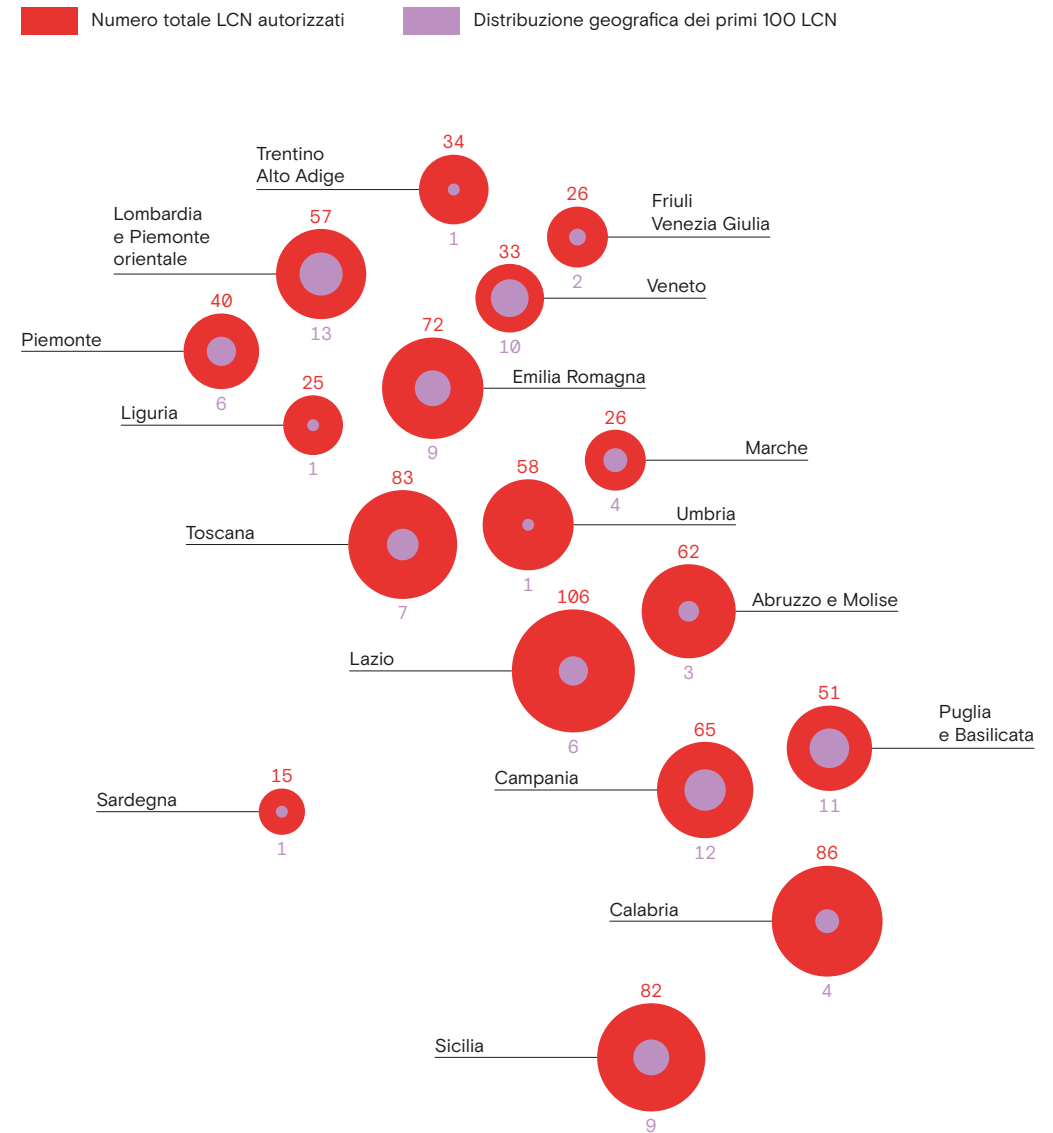 Numero totale LCN autorizzati
Distribuzione geografica dei primi 100 LCN
34
Trentino
Alto Adige
1
26
Friuli
Venezia Giulia
2
57
Lombardia
e Piemonte
orientale
13
33
Veneto
10
40
Piemonte
6
72
Emilia Romagna
9
25
Liguria
1
26
Marche
4
83
Toscana
7
58
Umbria
1
62
Abruzzo e Molise
3
106
Lazio
6
51
Puglia
e Basilicata
11
65
Campania
12
15
Sardegna
1
86
Calabria
4
82
Sicilia
9